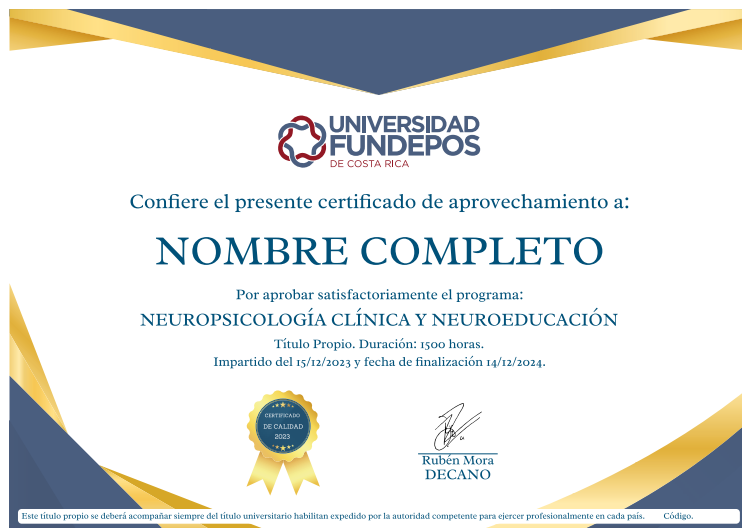 UNIVERSIDAD
FUNDEPOS
DE COSTA RICA
Confiere el presente certificado de aprovechamiento a:
NOMBRE COMPLETO
Por aprobar satisfactoriamente el programa:
NEUROPSICOLOGÍA CLÍNICA Y NEUROEDUCACIÓN
Título Propio. Duración: 1500 horas.
Impartido del 15/12/2023 y fecha de finalización 14/12/2024.
CERTIFICADO
DE CALIDAD
2023
Rubén Mora
DECANO
Este título propio se deberá acompañar siempre del título universitario habilitan expedido por la autoridad competente para ejercer profesionalmente en cada país. Código.